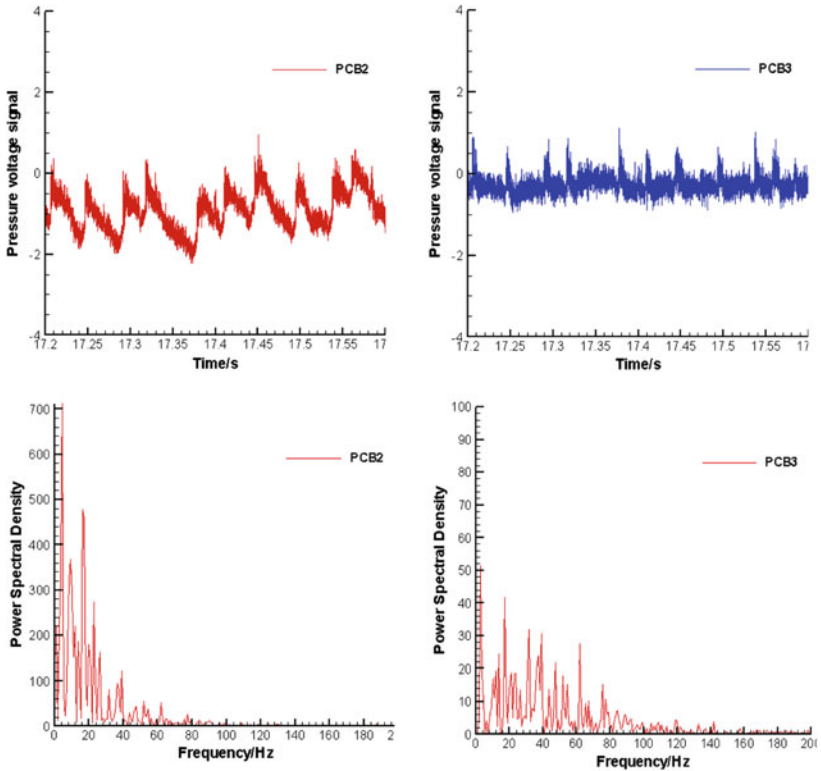 4
2
0
-2
-4
Pressure voltage signal
PCB2
17.2 17.25 17.3 17.35 17.4 17.45 17.5 17.55 17
Time/s
4
2
0
-2
-4
Pressure voltage signal
PCB3
17.2 17.25 17.3 17.35 17.4 17.45 17.5 17.55 17
Time/s
700
600
500
400
300
200
100
0
Power Spectral Density
PCB2
0 20 40 60 80 100 120 140 160 180 2
Frequency/Hz
100
90
80
70
60
50
40
30
20
10
0
Power Spectral Density
PCB3
0 20 40 60 80 100 120 140 160 180 200
Frequency/Hz